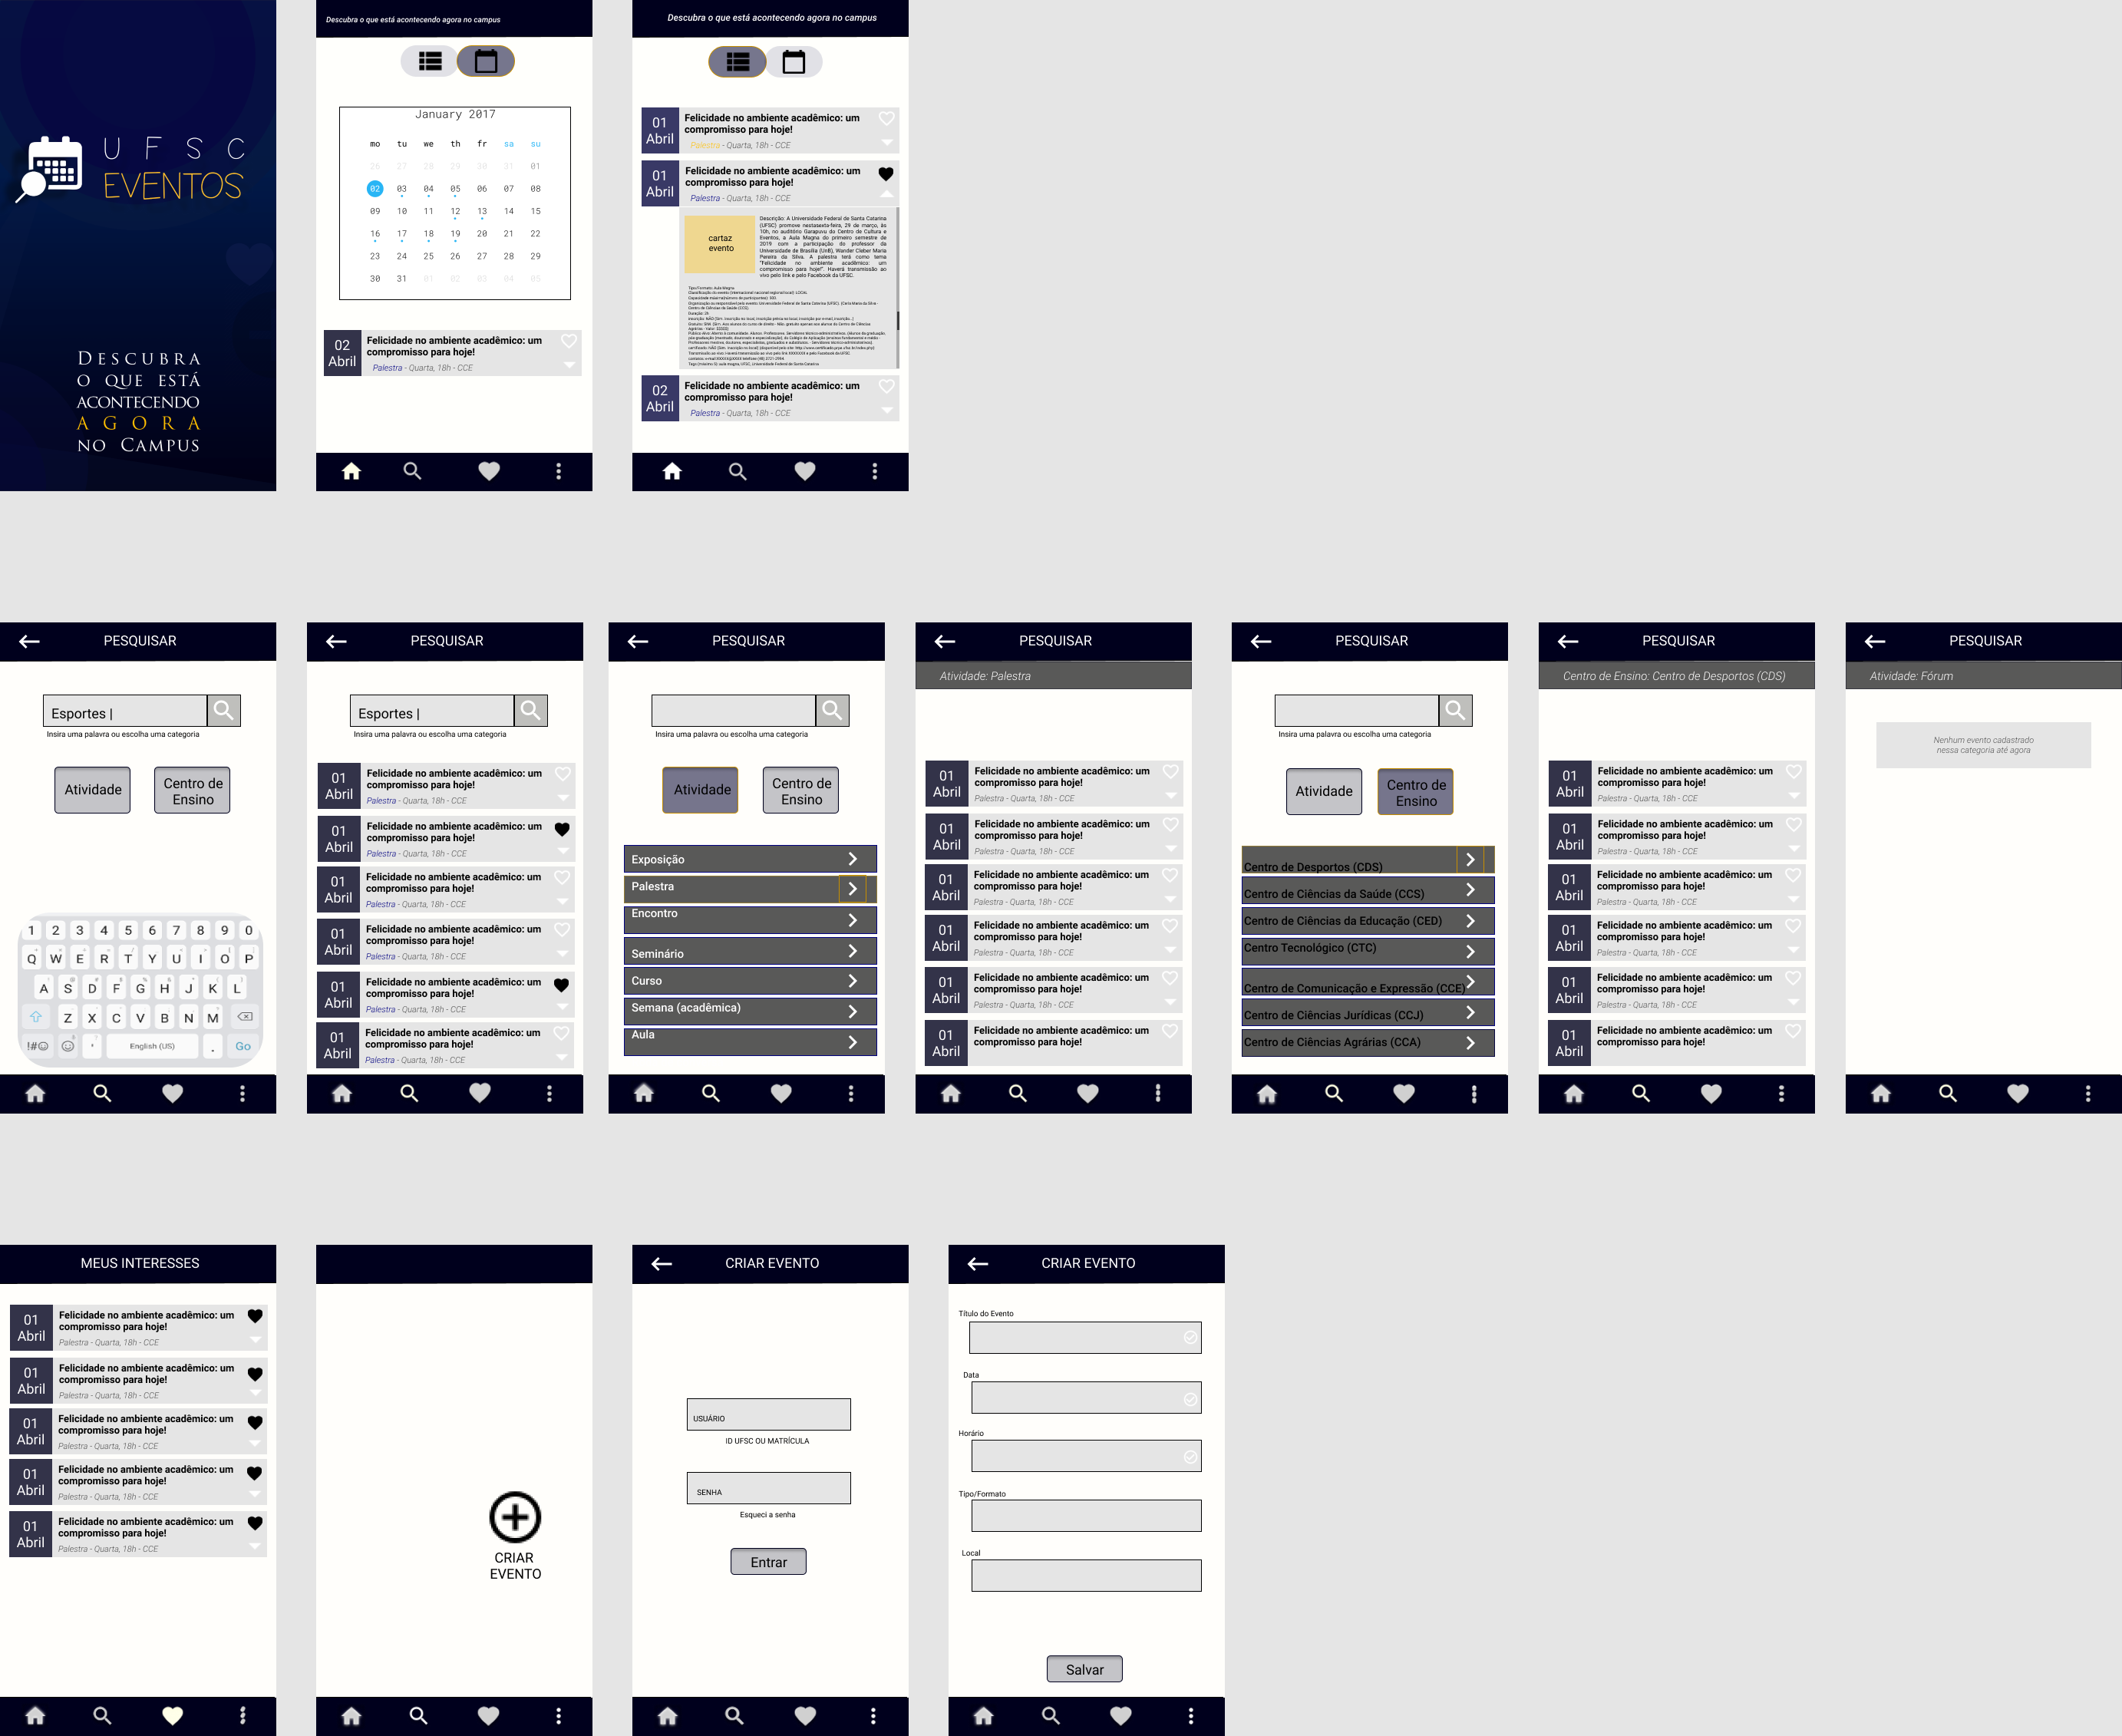 U F S C
EVENTOS
DESCUBRA
O QUE ESTÁ
ACONTECENDO
AGORA
NO CAMPUS
Descubra o que está acontecendo agora no campus
January 2017
mo tu we th fr sa su
26 27 28 29 30 31 01
02 03 04 05 06 07 08
09 10 11 12 13 14 15
16 17 18 19 20 21 22
23 24 25 26 27 28 29
30 31 01 02 03 04 05
02
Abril
Felicidade no ambiente acadêmico: um
compromisso para hoje!
Palestra - Quarta, 18h - CCE
Descubra o que está acontecendo agora no campus
01
Abril
Felicidade no ambiente acadêmico: um
compromisso para hoje!
Palestra - Quarta, 18h - CCE
01
Abril
Felicidade no ambiente acadêmico: um
compromisso para hoje!
Palestra - Quarta, 18h - CCE
cartaz
evento
Descrição: A Universidade Federal de Santa Catarina
(UFSC) promove nestasexta-feira, 29 de março, às
10h, no auditório Garapuvu do Centro de Cultura e
Eventos, a Aula Magna do primeiro semestre de
2019 com a participação do professor da
Universidade de Brasília (UnB), Wander Cleber Maria
Pereira da Silva. A palestra terá como tema
"Felicidade no ambiente acadêmico: um
compromisso para hoje!". Haverá transmissão ao
vivo pelo link e pelo Facebook da UFSC.
Tipo/Formato: Aula Magna
02
Abril
Felicidade no ambiente acadêmico: um
compromisso para hoje!
Palestra - Quarta, 18h - CCE
PESQUISAR
Esportes |
Insira uma palavra ou escolha uma categoria
Atividade
Centro de
Ensino
1 2 3 4 5 6 7 8 9 0
Q W E R T Y U I O P
A S D F G H J K L
Z X C V B N M
!#☺ , English (US) . Go
PESQUISAR
Esportes |
Insira uma palavra ou escolha uma categoria
01
Abril
Felicidade no ambiente acadêmico: um
compromisso para hoje!
Palestra - Quarta, 18h - CCE
01
Abril
Felicidade no ambiente acadêmico: um
compromisso para hoje!
Palestra - Quarta, 18h - CCE
01
Abril
Felicidade no ambiente acadêmico: um
compromisso para hoje!
Palestra - Quarta, 18h - CCE
01
Abril
Felicidade no ambiente acadêmico: um
compromisso para hoje!
Palestra - Quarta, 18h - CCE
01
Abril
Felicidade no ambiente acadêmico: um
compromisso para hoje!
Palestra - Quarta, 18h - CCE
01
Abril
Felicidade no ambiente acadêmico: um
compromisso para hoje!
Palestra - Quarta, 18h - CCE
PESQUISAR
Insira uma palavra ou escolha uma categoria
Atividade
Centro de
Ensino
Exposição
Palestra
Encontro
Seminário
Curso
Semana (acadêmica)
Aula
PESQUISAR
Atividade: Palestra
01
Abril
Felicidade no ambiente acadêmico: um
compromisso para hoje!
Palestra - Quarta, 18h - CCE
01
Abril
Felicidade no ambiente acadêmico: um
compromisso para hoje!
Palestra - Quarta, 18h - CCE
01
Abril
Felicidade no ambiente acadêmico: um
compromisso para hoje!
Palestra - Quarta, 18h - CCE
01
Abril
Felicidade no ambiente acadêmico: um
compromisso para hoje!
Palestra - Quarta, 18h - CCE
01
Abril
Felicidade no ambiente acadêmico: um
compromisso para hoje!
Palestra - Quarta, 18h - CCE
01
Abril
Felicidade no ambiente acadêmico: um
compromisso para hoje!
PESQUISAR
Insira uma palavra ou escolha uma categoria
Atividade
Centro de
Ensino
Centro de Desportos (CDS)
Centro de Ciências da Saúde (CCS)
Centro de Ciências da Educação (CED)
Centro Tecnológico (CTC)
Centro de Comunicação e Expressão (CCE)
Centro de Ciências Jurídicas (CCJ)
Centro de Ciências Agrárias (CCA)
PESQUISAR
Centro de Ensino: Centro de Desportos (CDS)
01
Abril
Felicidade no ambiente acadêmico: um
compromisso para hoje!
Palestra - Quarta, 18h - CCE
01
Abril
Felicidade no ambiente acadêmico: um
compromisso para hoje!
Palestra - Quarta, 18h - CCE
01
Abril
Felicidade no ambiente acadêmico: um
compromisso para hoje!
Palestra - Quarta, 18h - CCE
01
Abril
Felicidade no ambiente acadêmico: um
compromisso para hoje!
Palestra - Quarta, 18h - CCE
01
Abril
Felicidade no ambiente acadêmico: um
compromisso para hoje!
Palestra - Quarta, 18h - CCE
01
Abril
Felicidade no ambiente acadêmico: um
compromisso para hoje!
PESQUISAR
Atividade: Fórum
Nenhum evento cadastrado
nessa categoria até agora
MEUS INTERESSES
01
Abril
Felicidade no ambiente acadêmico: um
compromisso para hoje!
Palestra - Quarta, 18h - CCE
01
Abril
Felicidade no ambiente acadêmico: um
compromisso para hoje!
Palestra - Quarta, 18h - CCE
01
Abril
Felicidade no ambiente acadêmico: um
compromisso para hoje!
Palestra - Quarta, 18h - CCE
01
Abril
Felicidade no ambiente acadêmico: um
compromisso para hoje!
Palestra - Quarta, 18h - CCE
01
Abril
Felicidade no ambiente acadêmico: um
compromisso para hoje!
Palestra - Quarta, 18h - CCE
CRIAR
EVENTO
CRIAR EVENTO
USUÁRIO
ID UFSC OU MATRÍCULA
SENHA
Esqueci a senha
Entrar
CRIAR EVENTO
Título do Evento
Data
Horário
Tipo/Formato
Local
Salvar